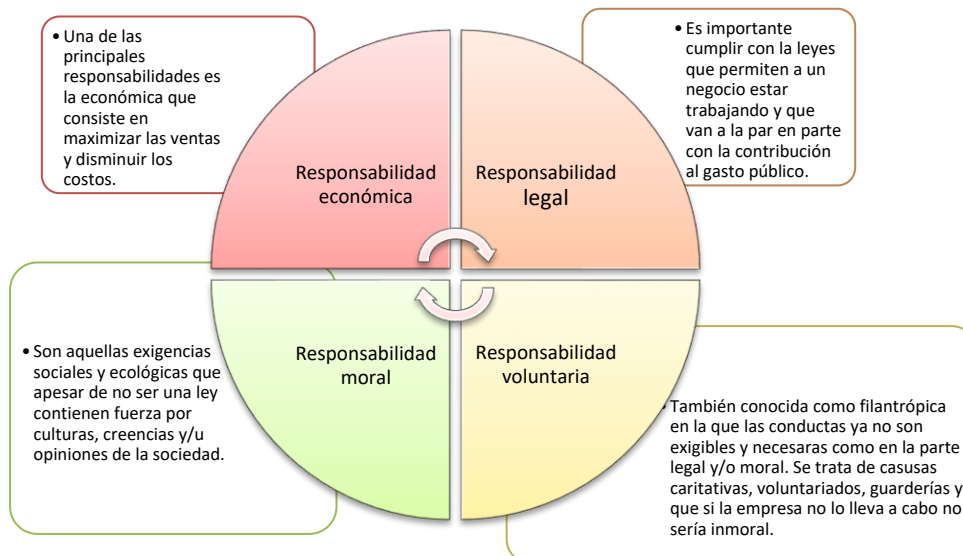 • Una de las
principales
responsabilidades es
la económica que
consiste en
maximizar las ventas
y disminuir los
costos.
Responsabilidad
económica
Responsabilidad
legal
• Es importante
cumplir con la leyes
que permiten a un
negocio estar
trabajando y que
van a la par en parte
con la contribución
al gasto público.
• Son aquellas exigencias
sociales y ecológicas que
apesar de no ser una ley
contienen fuerza por
culturas, creencias y/u
opiniones de la sociedad.
Responsabilidad
moral
Responsabilidad
voluntaria
• También conocida como filantrópica
en la que las conductas ya no son
exigibles y necesaras como en la parte
legal y/o moral. Se trata de casusas
caritativas, voluntariados, guarderías y
que si la empresa no lo lleva a cabo no
sería inmoral.